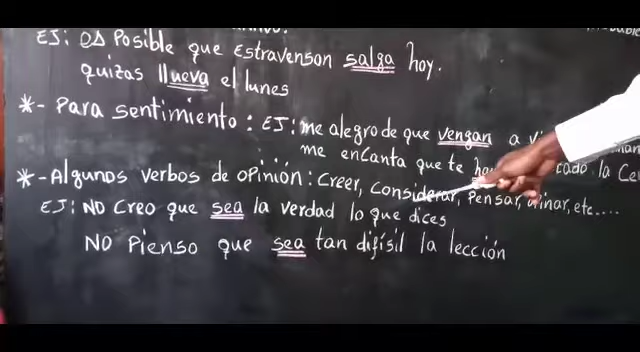 EJ: es Posible que estravenson salga hoy.
quizas llueva el lunes
*- Para sentimiento: EJ: me alegro de que vengan a
me encanta que te la
*- Algunos verbos de opinión: Creer, Considerar, Pensar, etc....
EJ: NO Creo que sea la verdad lo que dices
NO Pienso que sea tan difísil la lección